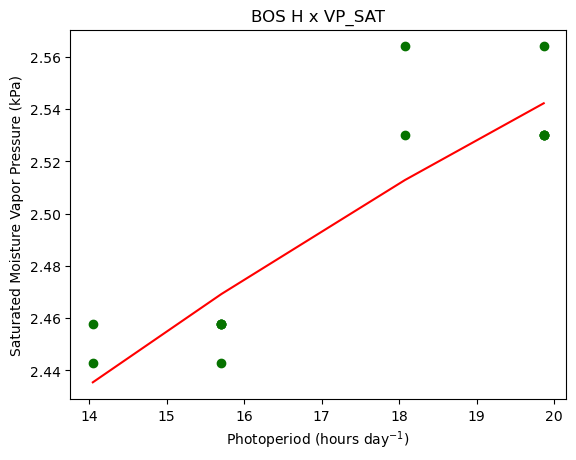 BOS H x VP_SAT
Saturated Moisture Vapor Pressure (kPa)
2.56
2.54
2.52
2.50
2.48
2.46
2.44
14 15 16 17 18 19 20
Photoperiod (hours day⁻¹)